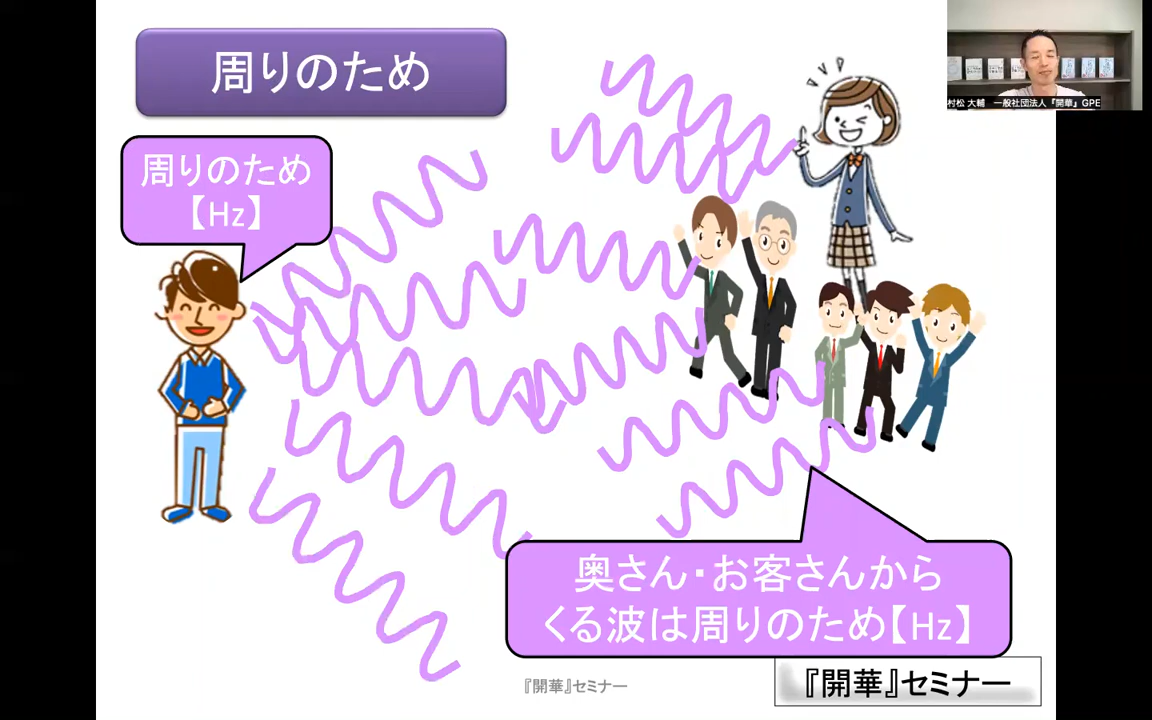 周りのため
村松 大輔 一般社団法人『開華』GPE
周りのため
【Hz】
奥さん・お客さんから
くる波は周りのため【Hz】
『開華』セミナー
『開華』セミナー